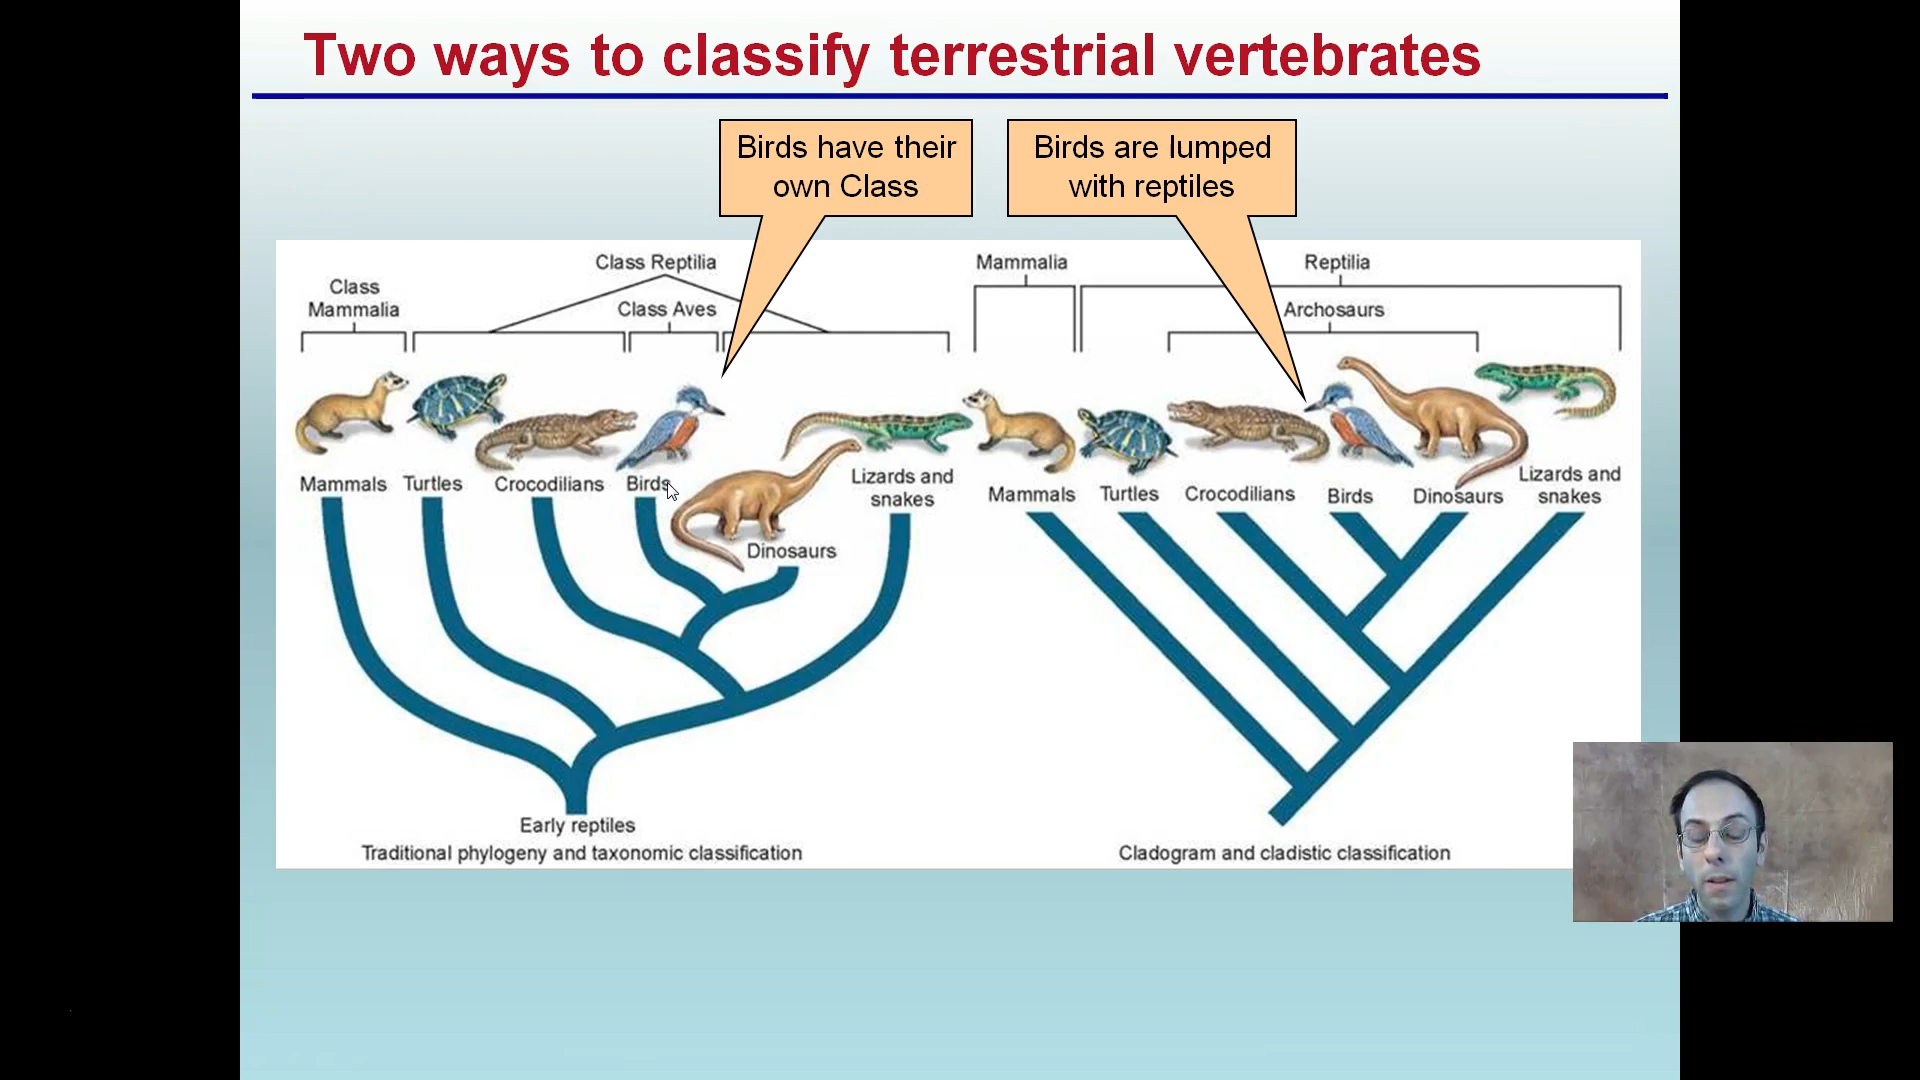 Two ways to classify terrestrial vertebrates
Birds have their
own Class
Birds are lumped
with reptiles
Class Reptilia
Class
Mammalia
Class Aves
Mammals
Turtles
Crocodilians
Birds
Lizards and
snakes
Dinosaurs
Early reptiles
Traditional phylogeny and taxonomic classification
Mammalia
Reptilia
Archosaurs
Mammals
Turtles
Crocodilians
Birds
Dinosaurs
Lizards and
snakes
Cladogram and cladistic classification